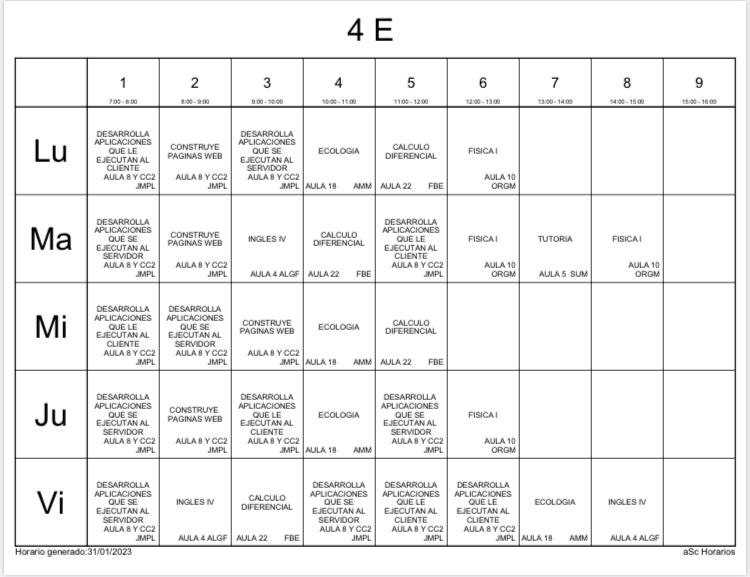 4 E
1 2 3 4 5 6 7 8 9
7:00 - 8:00 8:00 - 9:00 9:00 - 10:00 10:00 - 11:00 11:00 - 12:00 12:00 - 13:00 13:00 - 14:00 14:00 - 15:00 15:00 - 16:00
Lu
DESARROLLA
APLICACIONES
QUE LE
EJECUTAN AL
CLIENTE
AULA 8 Y CC2
JMPL
CONSTRUYE
PAGINAS WEB
AULA 8 Y CC2
JMPL
DESARROLLA
APLICACIONES
QUE SE
EJECUTAN AL
SERVIDOR
AULA 8 Y CC2
JMPL
ECOLOGIA
AULA 18 AMM
CALCULO
DIFERENCIAL
AULA 22 FBE
FISICA I
AULA 10
ORGM
Ma
DESARROLLA
APLICACIONES
QUE SE
EJECUTAN AL
SERVIDOR
AULA 8 Y CC2
JMPL
CONSTRUYE
PAGINAS WEB
AULA 8 Y CC2
JMPL
INGLES IV
AULA 4 ALGF
CALCULO
DIFERENCIAL
AULA 22 FBE
DESARROLLA
APLICACIONES
QUE LE
EJECUTAN AL
CLIENTE
AULA 8 Y CC2
JMPL
FISICA I
AULA 10
ORGM
TUTORIA
AULA 5 SUM
FISICA I
AULA 10
ORGM
Mi
DESARROLLA
APLICACIONES
QUE LE
EJECUTAN AL
CLIENTE
AULA 8 Y CC2
JMPL
DESARROLLA
APLICACIONES
QUE SE
EJECUTAN AL
SERVIDOR
AULA 8 Y CC2
JMPL
CONSTRUYE
PAGINAS WEB
AULA 8 Y CC2
JMPL
ECOLOGIA
AULA 18 AMM
CALCULO
DIFERENCIAL
AULA 22 FBE
Ju
DESARROLLA
APLICACIONES
QUE SE
EJECUTAN AL
SERVIDOR
AULA 8 Y CC2
JMPL
CONSTRUYE
PAGINAS WEB
AULA 8 Y CC2
JMPL
DESARROLLA
APLICACIONES
QUE LE
EJECUTAN AL
CLIENTE
AULA 8 Y CC2
JMPL
ECOLOGIA
AULA 18 AMM
DESARROLLA
APLICACIONES
QUE SE
EJECUTAN AL
SERVIDOR
AULA 8 Y CC2
JMPL
FISICA I
AULA 10
ORGM
Vi
DESARROLLA
APLICACIONES
QUE SE
EJECUTAN AL
SERVIDOR
AULA 8 Y CC2
JMPL
INGLES IV
AULA 4 ALGF
CALCULO
DIFERENCIAL
AULA 22 FBE
DESARROLLA
APLICACIONES
QUE SE
EJECUTAN AL
SERVIDOR
AULA 8 Y CC2
JMPL
DESARROLLA
APLICACIONES
QUE LE
EJECUTAN AL
CLIENTE
AULA 8 Y CC2
JMPL
DESARROLLA
APLICACIONES
QUE LE
EJECUTAN AL
CLIENTE
AULA 8 Y CC2
JMPL
ECOLOGIA
AULA 18 AMM
INGLES IV
AULA 4 ALGF
Horario generado:31/01/2023
aSc Horarios